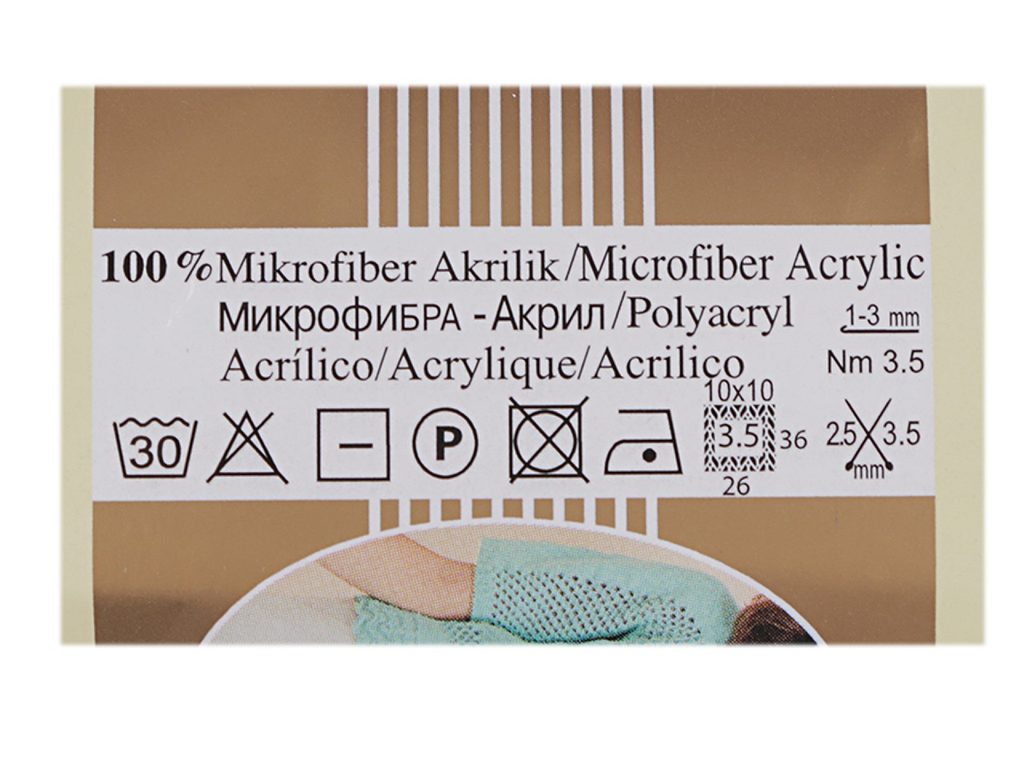 100 % Mikrofiber Akrilik/Microfiber Acrylic
МикрофиБРА - Акрил/Polyacryl
Acrílico/Acrylique/Acrilico
1-3 mm
Nm 3.5
30
P
10x10
3.5
36
26
2.5 3.5
mm